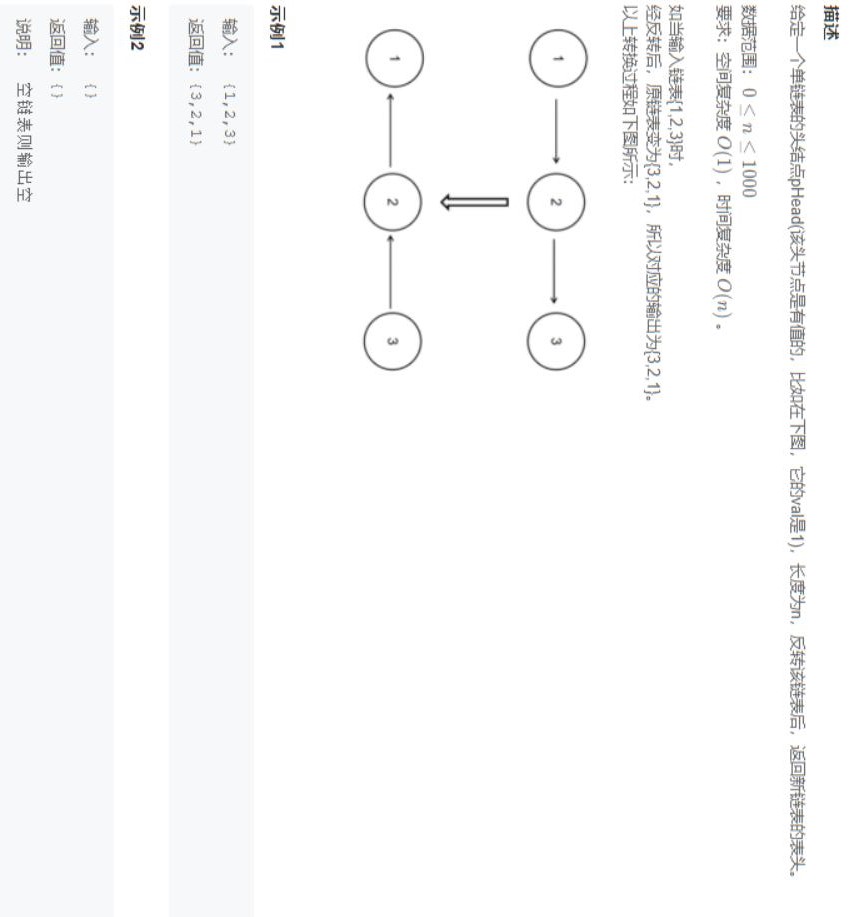 描述
给定一个单链表的头结点pHead(该头节点是有值的，比如在下图，它的val是1)，长度为n，反转该链表后，返回新链表的表头。
数据范围： 0 ≤ n ≤ 1000
要求：空间复杂度 O(1) ，时间复杂度 O(n) 。
如当输入链表{1,2,3}时，
经反转后，原链表变为{3,2,1}，所以对应的输出为{3,2,1}。
以上转换过程如下图所示：
1 2 3
1 2 3
示例1
输入： {1,2,3}
返回值：{3,2,1}
示例2
输入： {}
返回值：{}
说明： 空链表则输出空